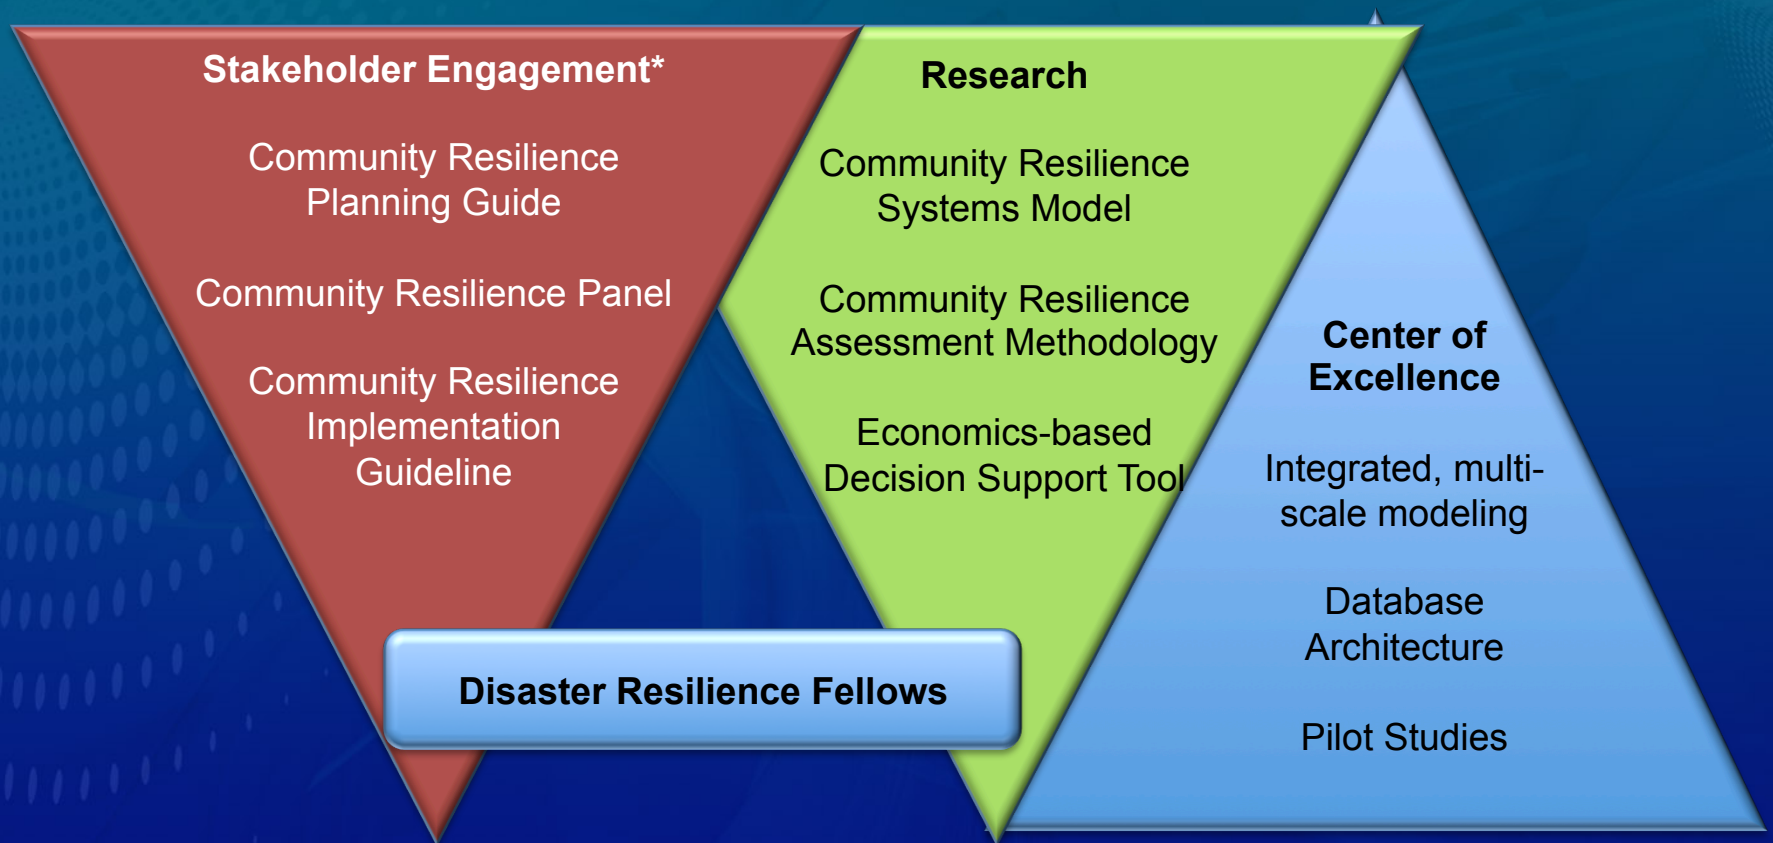 Stakeholder Engagement*
Community Resilience
Planning Guide
Community Resilience Panel
Community Resilience
Implementation
Guideline
Research
Community Resilience
Systems Model
Community Resilience
Assessment Methodology
Economics-based
Decision Support Tool
Center of
Excellence
Integrated, multi-
scale modeling
Database
Architecture
Pilot Studies
Disaster Resilience Fellows